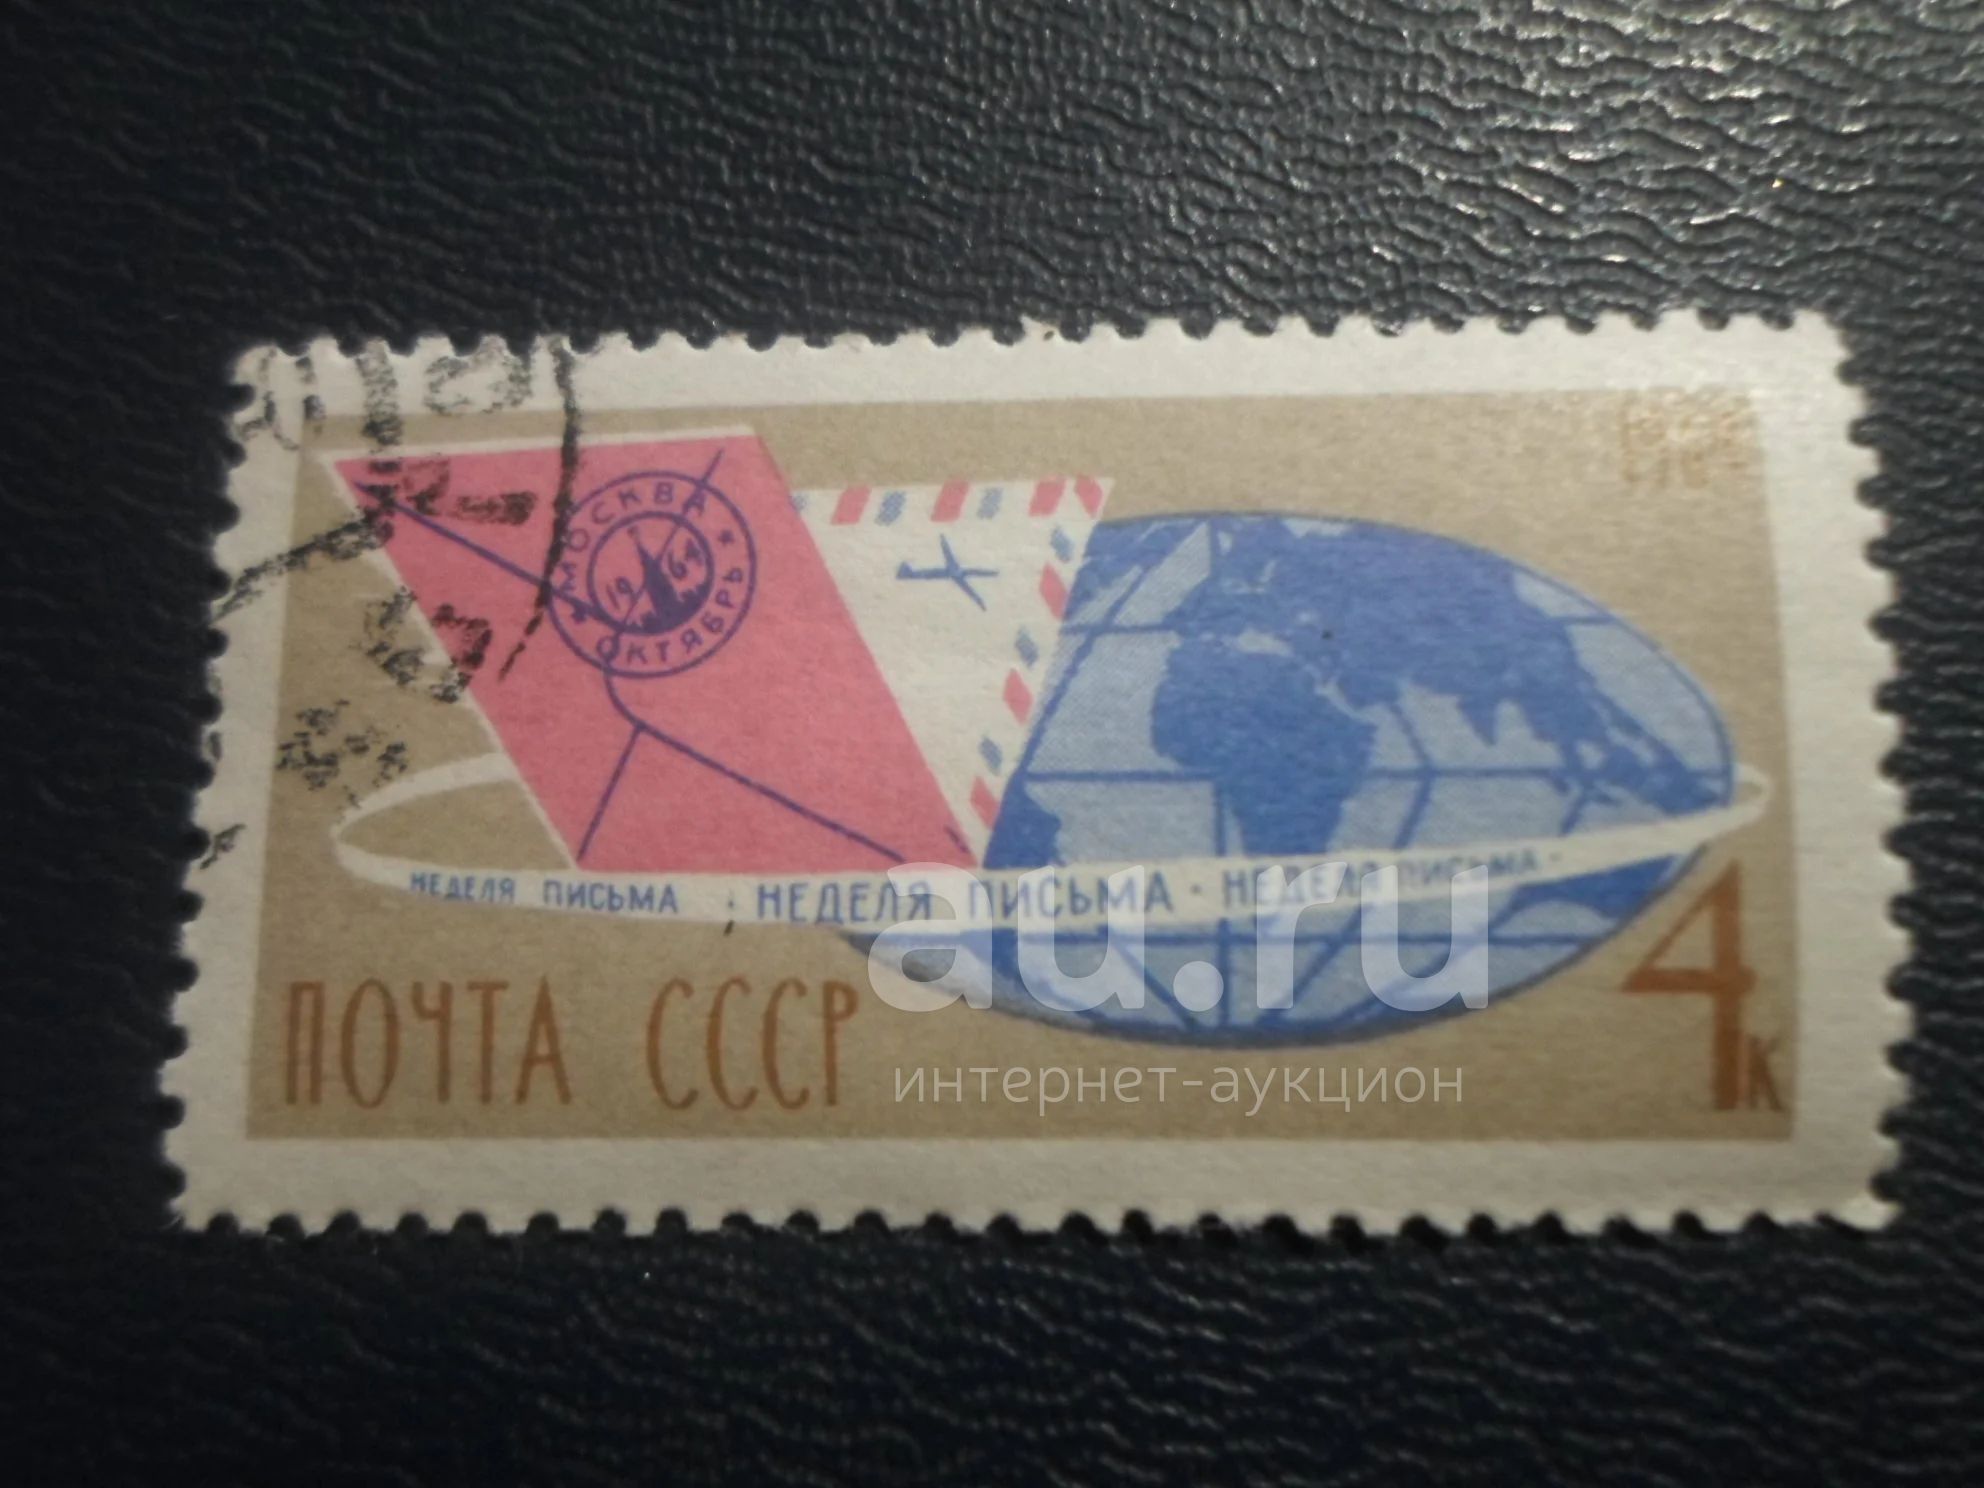 МОСКВА
1964
ОКТЯБРЬ
НЕДЕЛЯ ПИСЬМА · НЕДЕЛЯ ПИСЬМА · НЕДЕЛЯ ПИСЬМА ·
ПОЧТА СССР
4к
au.ru
интернет-аукцион